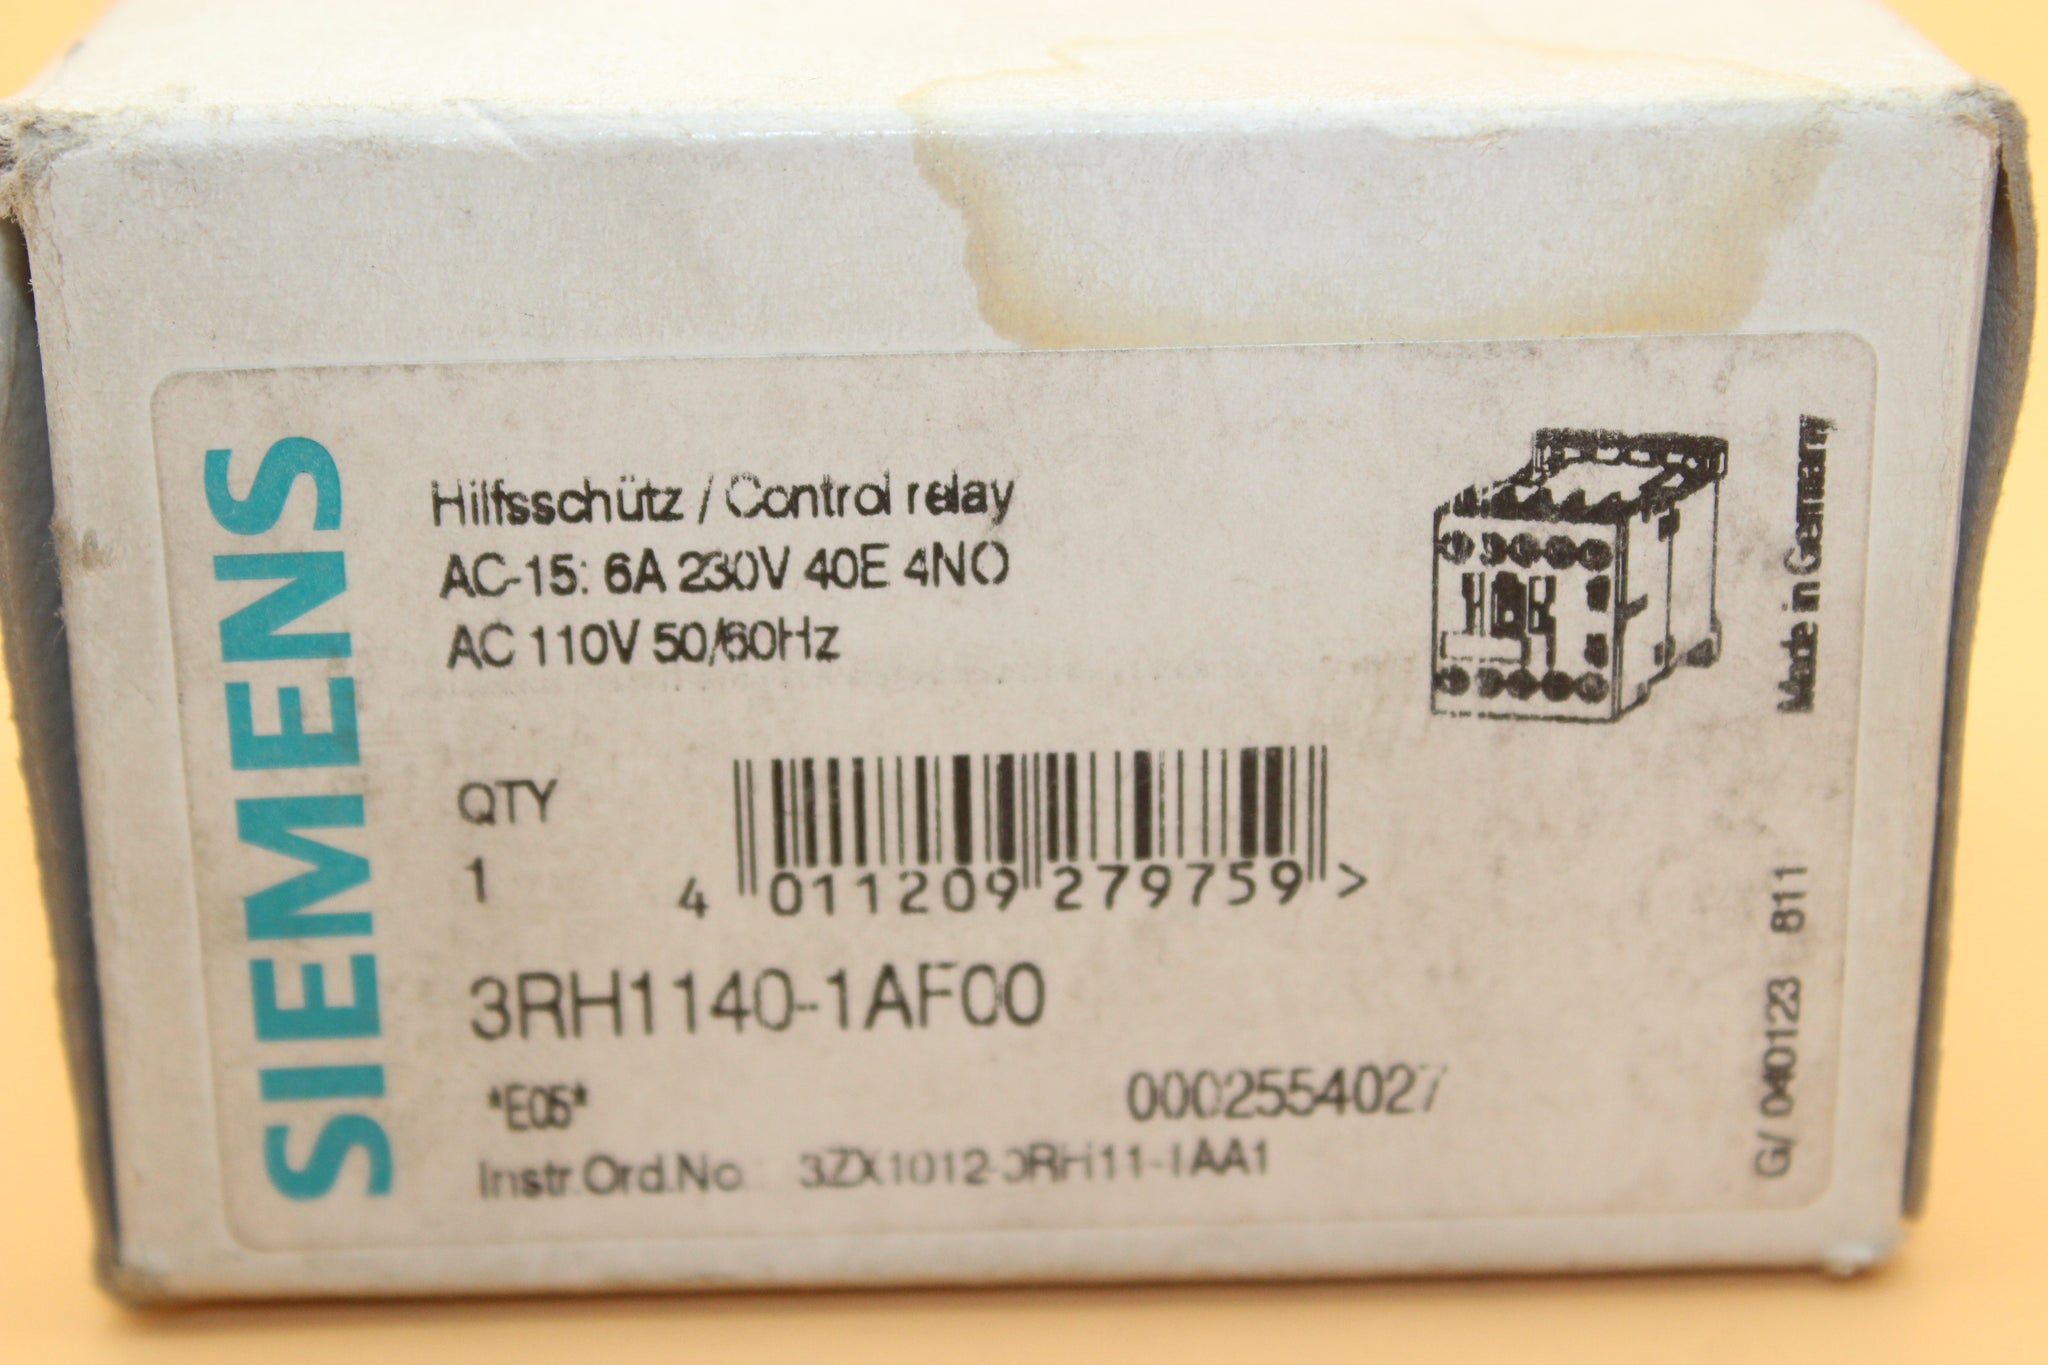 SIEMENS
Hilfsschütz / Control relay
AC-15: 6A 230V 40E 4NO
AC 110V 50/60Hz
Made in Germany
QTY
1
4 011209 279759 >
3RH1140-1AF00
*E05*
0002554027
Instr.Ord.No. 3ZX1012-0RH11-1AA1
G/ 040123 811